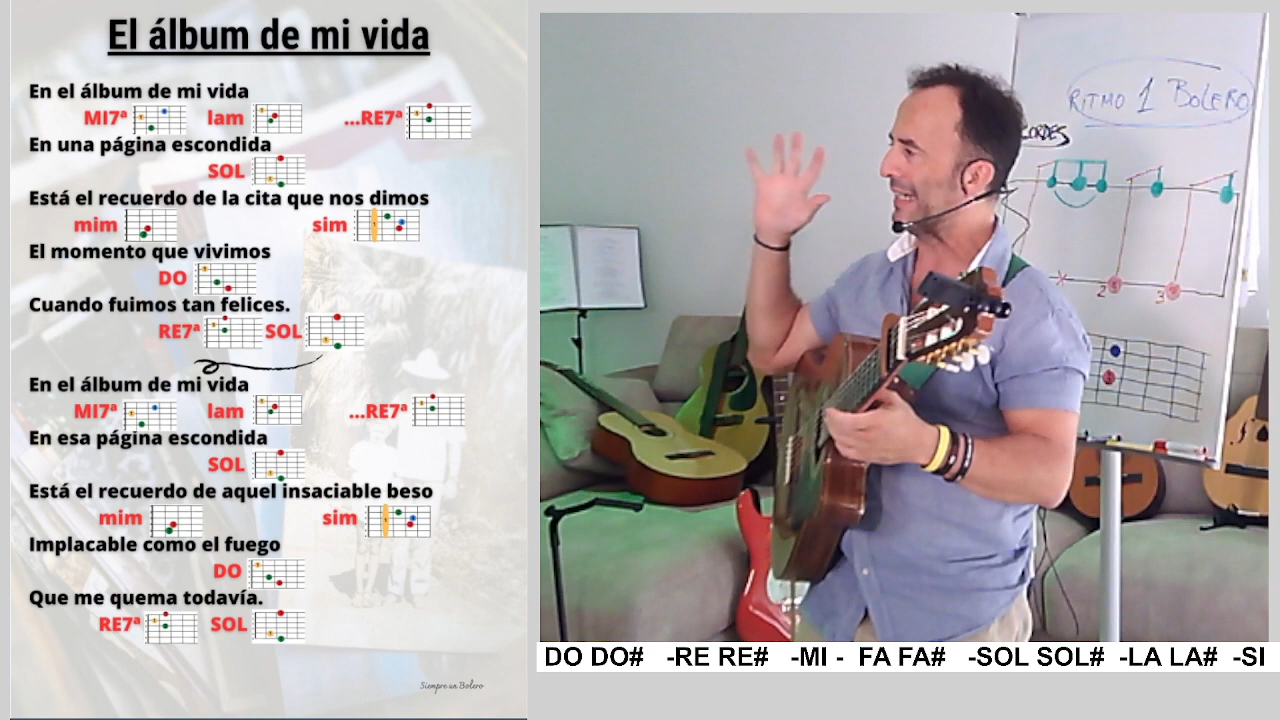 El álbum de mi vida
En el álbum de mi vida
MI7ª lam ...RE7ª
En una página escondida
SOL
Está el recuerdo de la cita que nos dimos
mim sim
El momento que vivimos
DO
Cuando fuimos tan felices.
RE7ª SOL
En el álbum de mi vida
MI7ª lam ...RE7ª
En esa página escondida
SOL
Está el recuerdo de aquel insaciable beso
mim sim
Implacable como el fuego
DO
Que me quema todavía.
RE7ª SOL
Siempre un Bolero
RITMO 1 BOLERO
CORDES
2 3
DO DO# -RE RE# -MI - FA FA# -SOL SOL# -LA LA# -SI